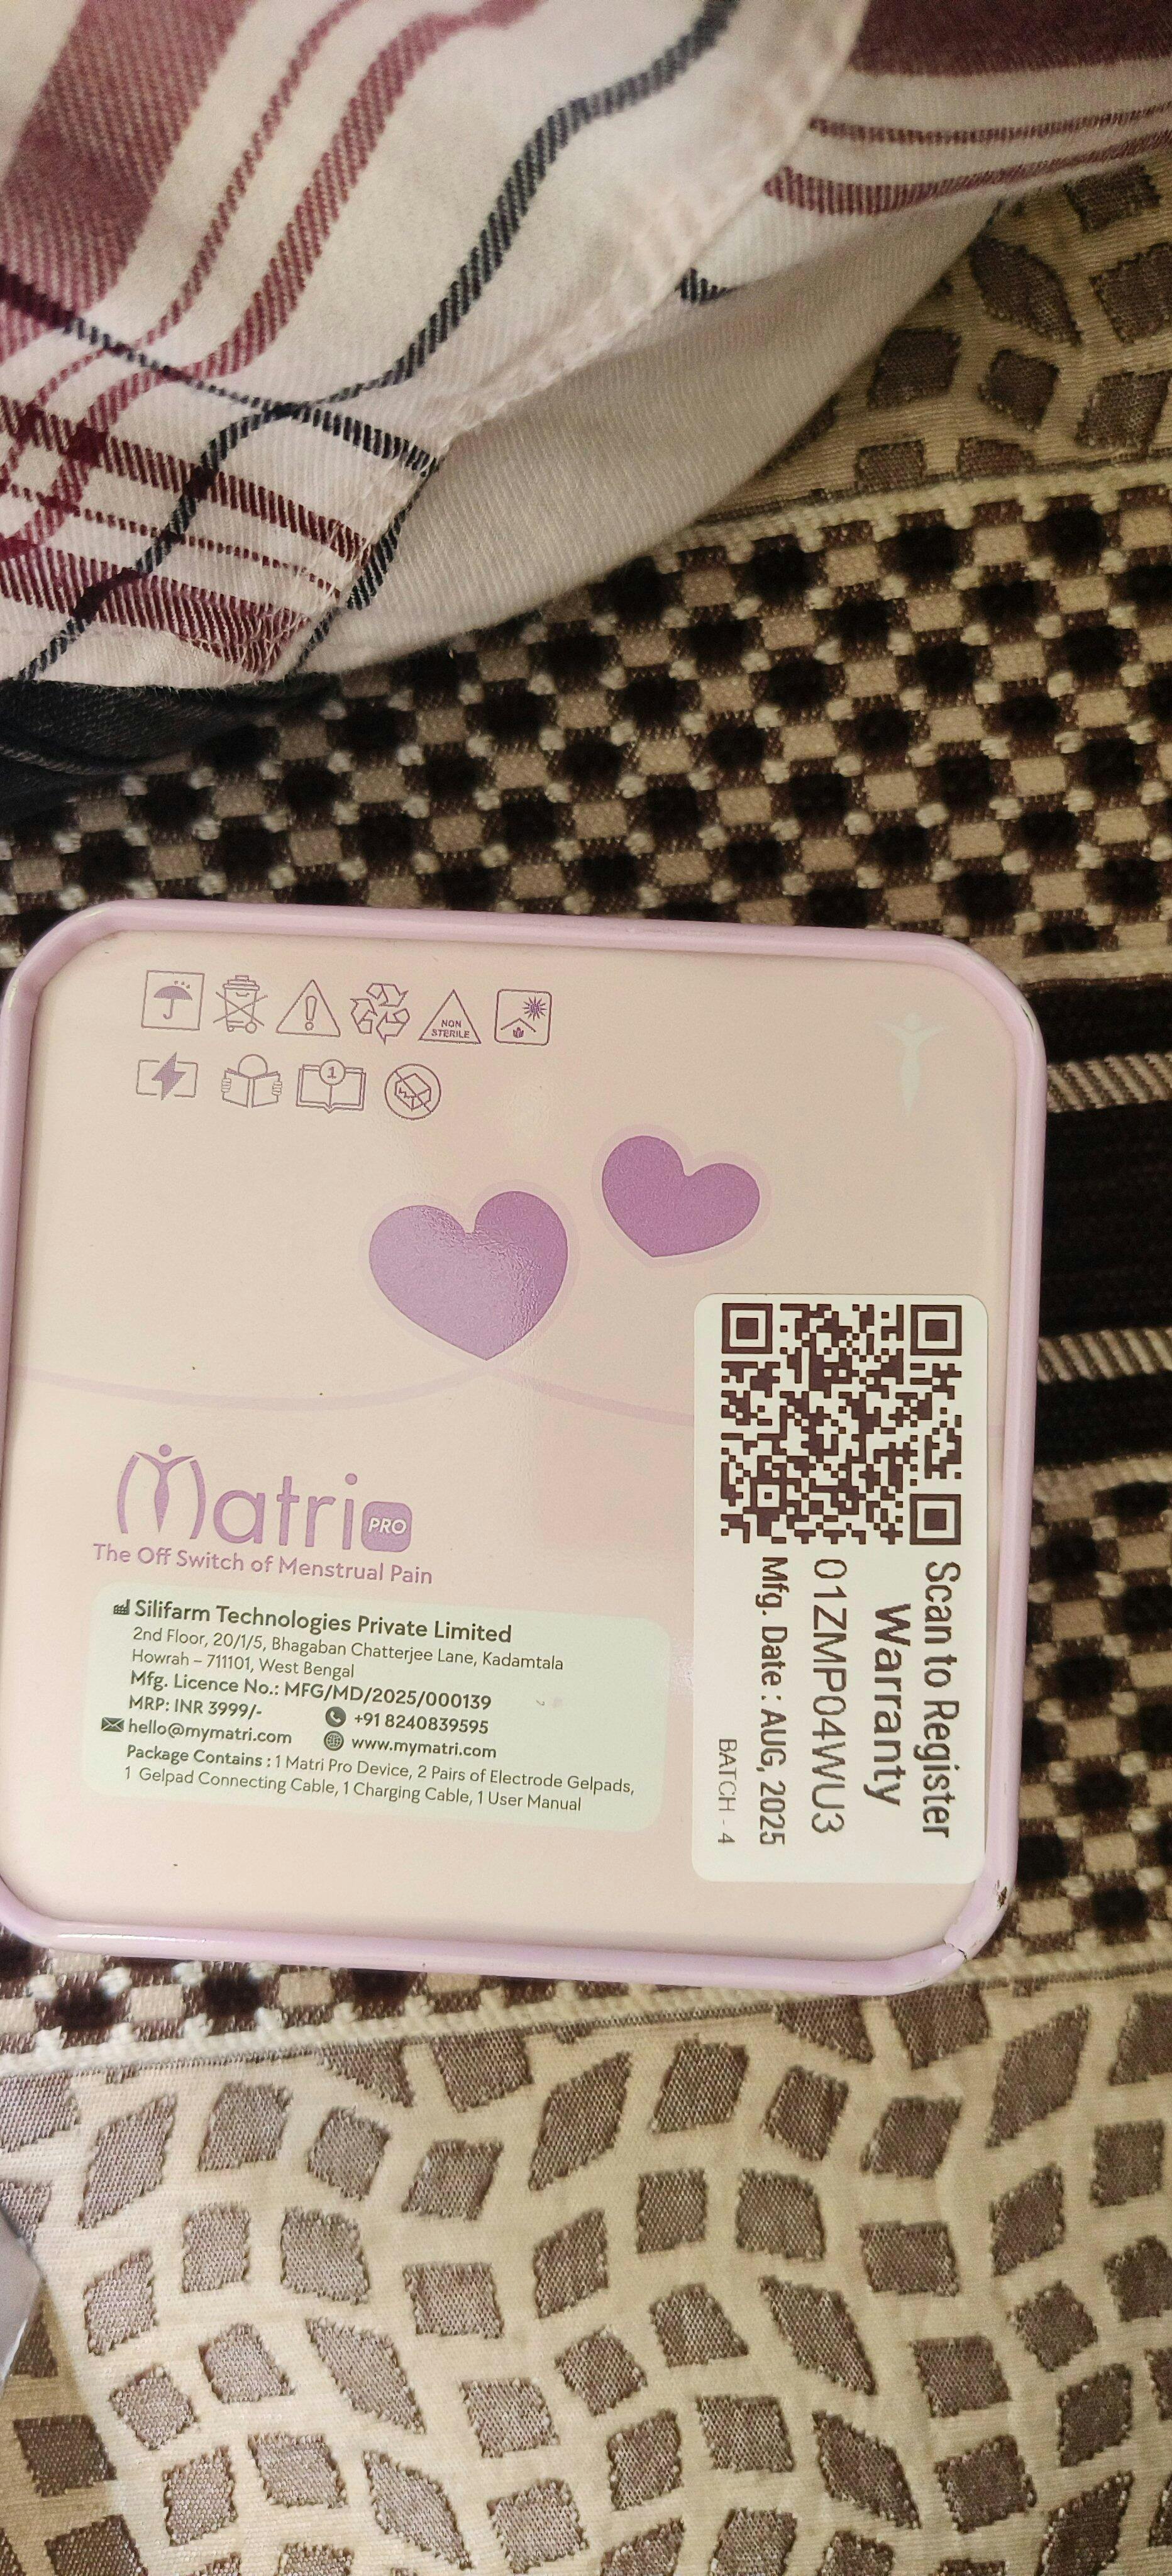 NON
STERILE
1
Matri PRO
The Off Switch of Menstrual Pain
Silifarm Technologies Private Limited
2nd Floor, 20/1/5, Bhagaban Chatterjee Lane, Kadamtala
Howrah – 711101, West Bengal
Mfg. Licence No.: MFG/MD/2025/000139
MRP: INR 3999/- +91 8240839595
hello@mymatri.com www.mymatri.com
Package Contains : 1 Matri Pro Device, 2 Pairs of Electrode Gelpads,
1 Gelpad Connecting Cable, 1 Charging Cable, 1 User Manual
Scan to Register
Warranty
01ZMP04WU3
Mfg. Date : AUG, 2025
BATCH - 4